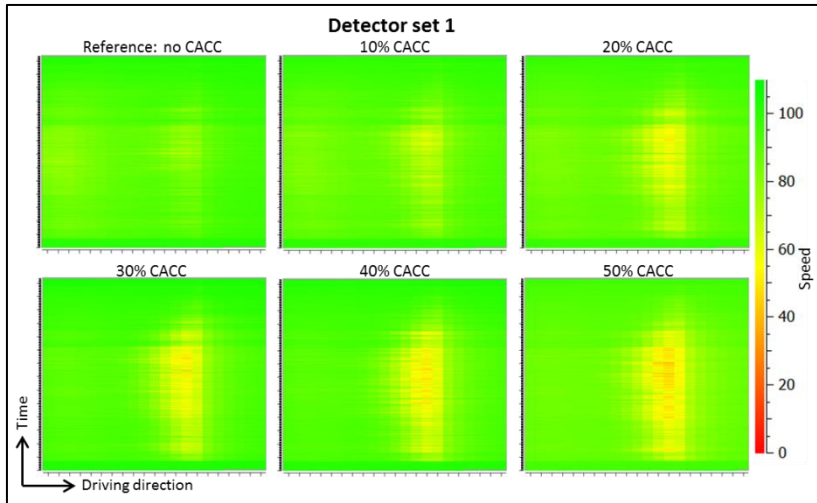 Detector set 1
Reference: no CACC
10% CACC
20% CACC
30% CACC
40% CACC
50% CACC
100
80
60
40
20
0
Speed
Time
Driving direction